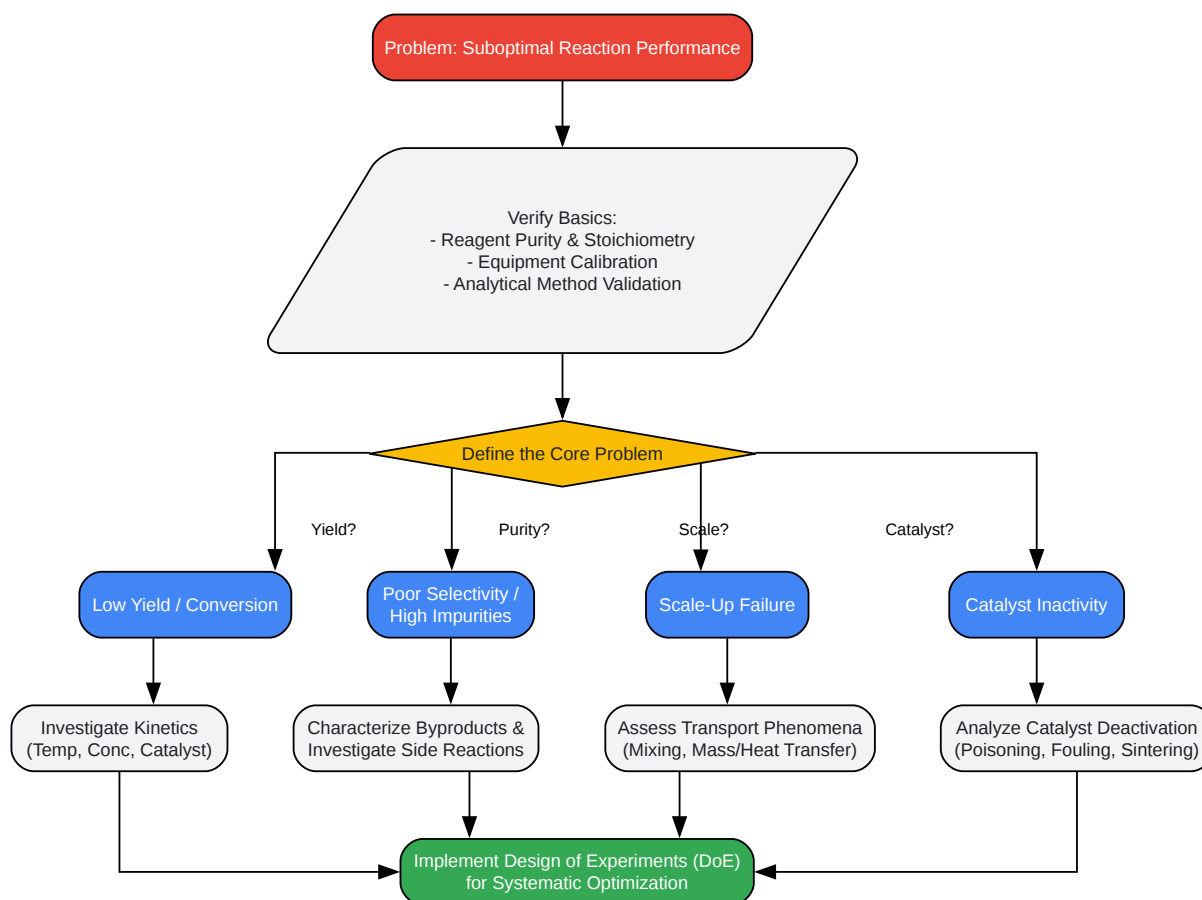 Problem: Suboptimal Reaction Performance
Verify Basics:
- Reagent Purity & Stoichiometry
- Equipment Calibration
- Analytical Method Validation
Define the Core Problem
Yield?
Purity?
Scale?
Catalyst?
Low Yield / Conversion
Poor Selectivity /
High Impurities
Scale-Up Failure
Catalyst Inactivity
Investigate Kinetics
(Temp, Conc, Catalyst)
Characterize Byproducts &
Investigate Side Reactions
Assess Transport Phenomena
(Mixing, Mass/Heat Transfer)
Analyze Catalyst Deactivation
(Poisoning, Fouling, Sintering)
Implement Design of Experiments (DoE)
for Systematic Optimization